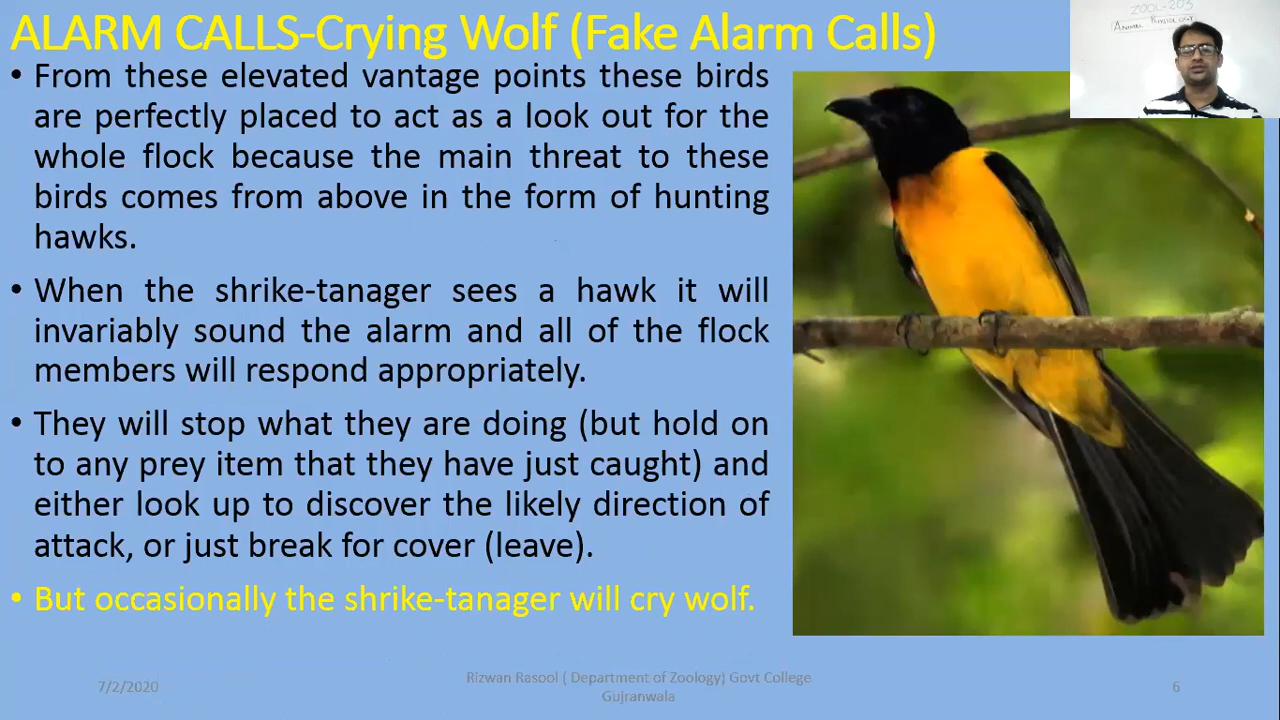 ALARM CALLS-Crying Wolf (Fake Alarm Calls)
ZOOL-203
ANIMAL PHYSIOLOGY
• From these elevated vantage points these birds
are perfectly placed to act as a look out for the
whole flock because the main threat to these
birds comes from above in the form of hunting
hawks.
• When the shrike-tanager sees a hawk it will
invariably sound the alarm and all of the flock
members will respond appropriately.
• They will stop what they are doing (but hold on
to any prey item that they have just caught) and
either look up to discover the likely direction of
attack, or just break for cover (leave).
• But occasionally the shrike-tanager will cry wolf.
7/2/2020
Rizwan Rasool ( Department of Zoology) Govt College
Gujranwala
6